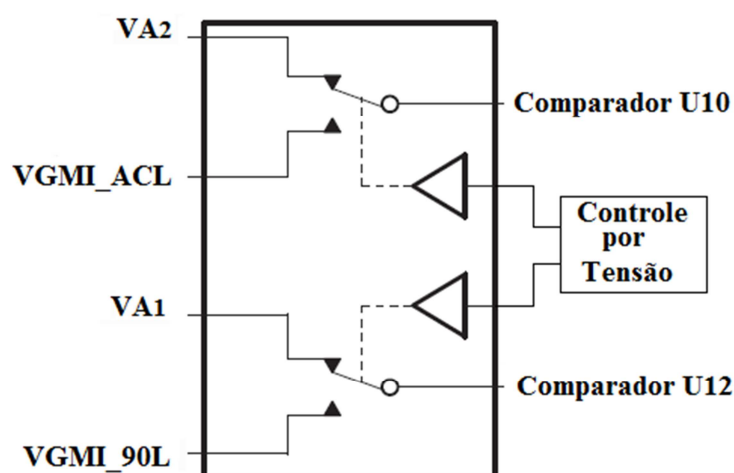 VA2
Comparador U10
VGMI_ACL
Controle
por
Tensão
VA1
Comparador U12
VGMI_90L